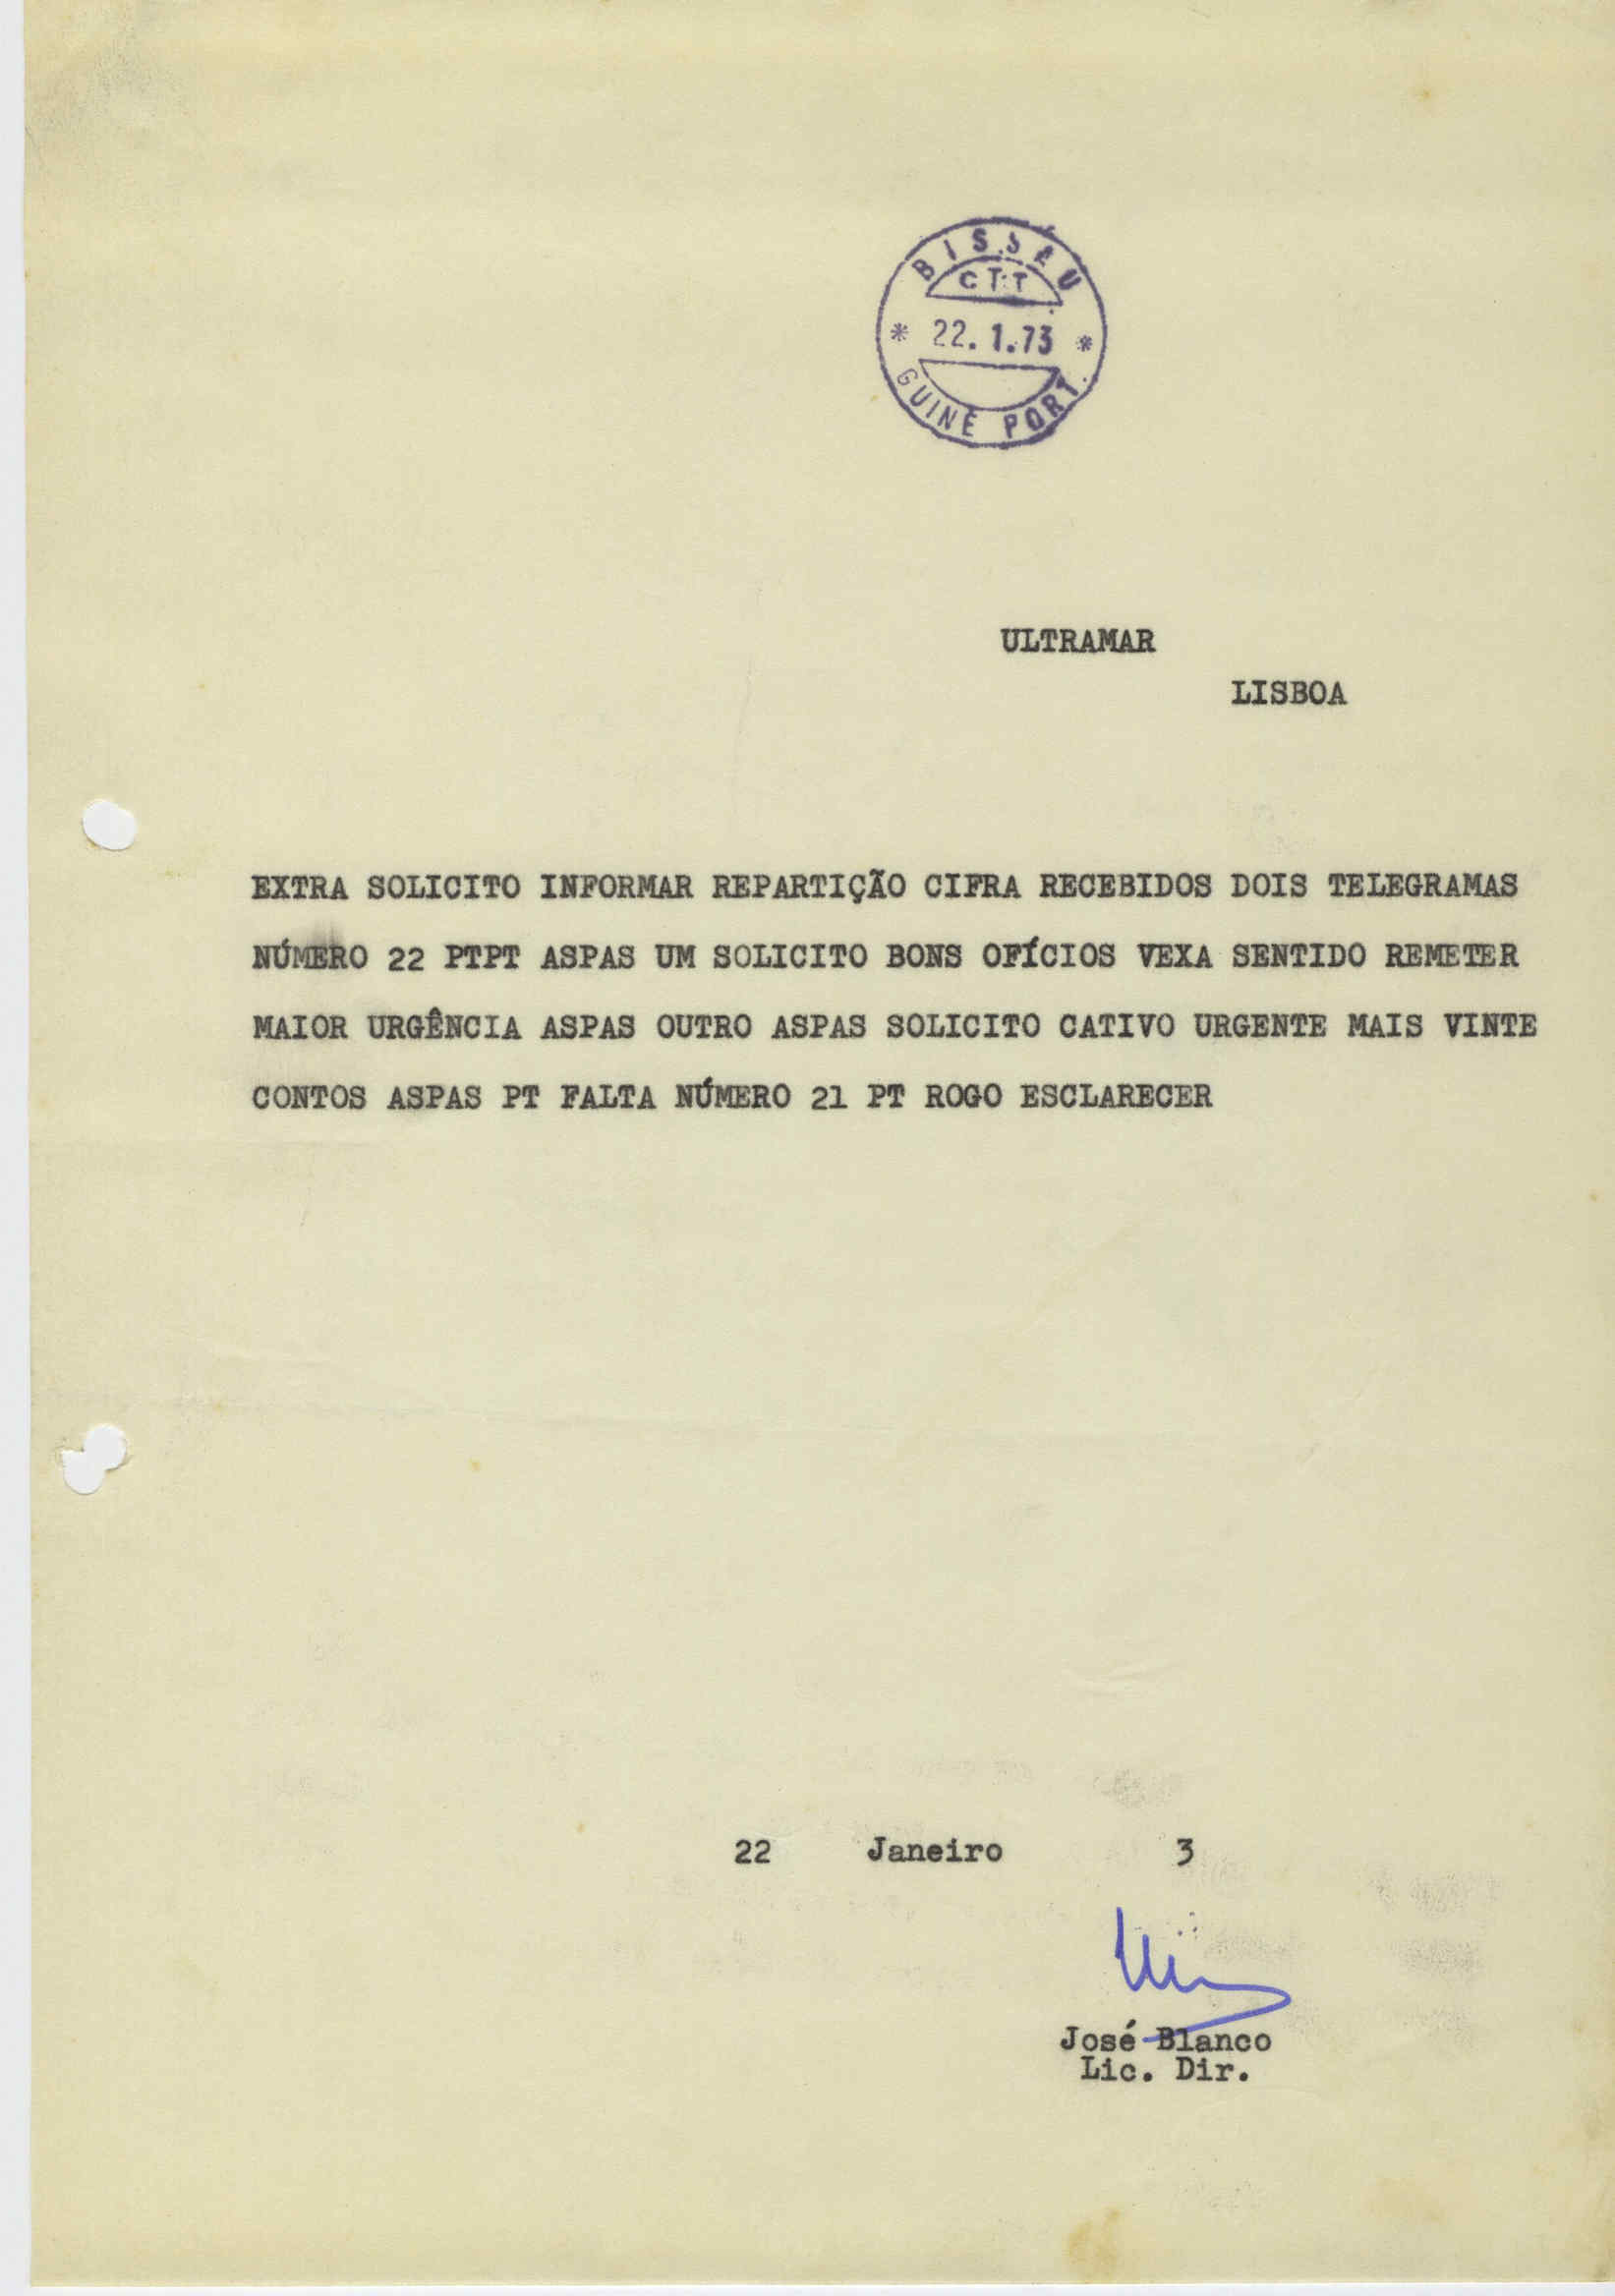 BISSAU
CTT
* 22. 1. 73 *
GUINÉ PORT.
ULTRAMAR
LISBOA
EXTRA SOLICITO INFORMAR REPARTIÇÃO CIFRA RECEBIDOS DOIS TELEGRAMAS
NÚMERO 22 PTPT ASPAS UM SOLICITO BONS OFÍCIOS VEXA SENTIDO REMETER
MAIOR URGÊNCIA ASPAS OUTRO ASPAS SOLICITO CATIVO URGENTE MAIS VINTE
CONTOS ASPAS PT FALTA NÚMERO 21 PT ROGO ESCLARECER
22 Janeiro 3
José Blanco
Lic. Dir.